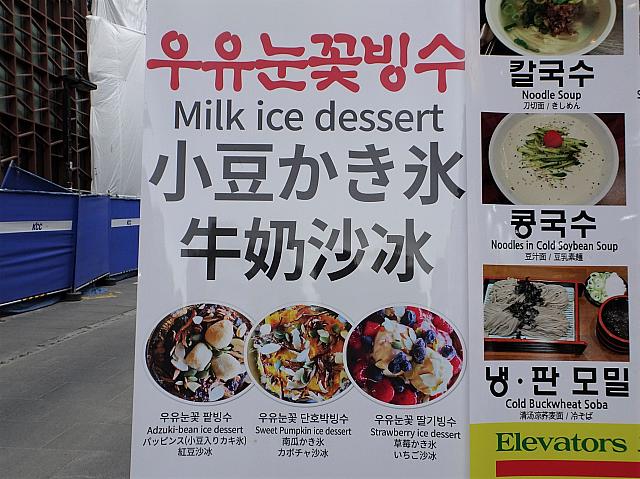 우유눈꽃빙수
Milk ice dessert
小豆かき氷
牛奶沙冰
우유눈꽃 팥빙수
Adzuki-bean ice dessert
パッピンス(小豆入りカキ氷)
紅豆沙冰
우유눈꽃 단호박빙수
Sweet Pumpkin ice dessert
南瓜かき氷
カボチャ沙冰
우유눈꽃 딸기빙수
Strawberry ice dessert
草莓かき氷
いちご沙冰
칼국수
Noodle Soup
刀切面 / きしめん
콩국수
Noodles in Cold Soybean Soup
豆汁面 / 豆乳素麺
냉·판 모밀
Cold Buckwheat Soba
清汤凉荞麦面 / 冷そば
Elevators
kcc
kcc